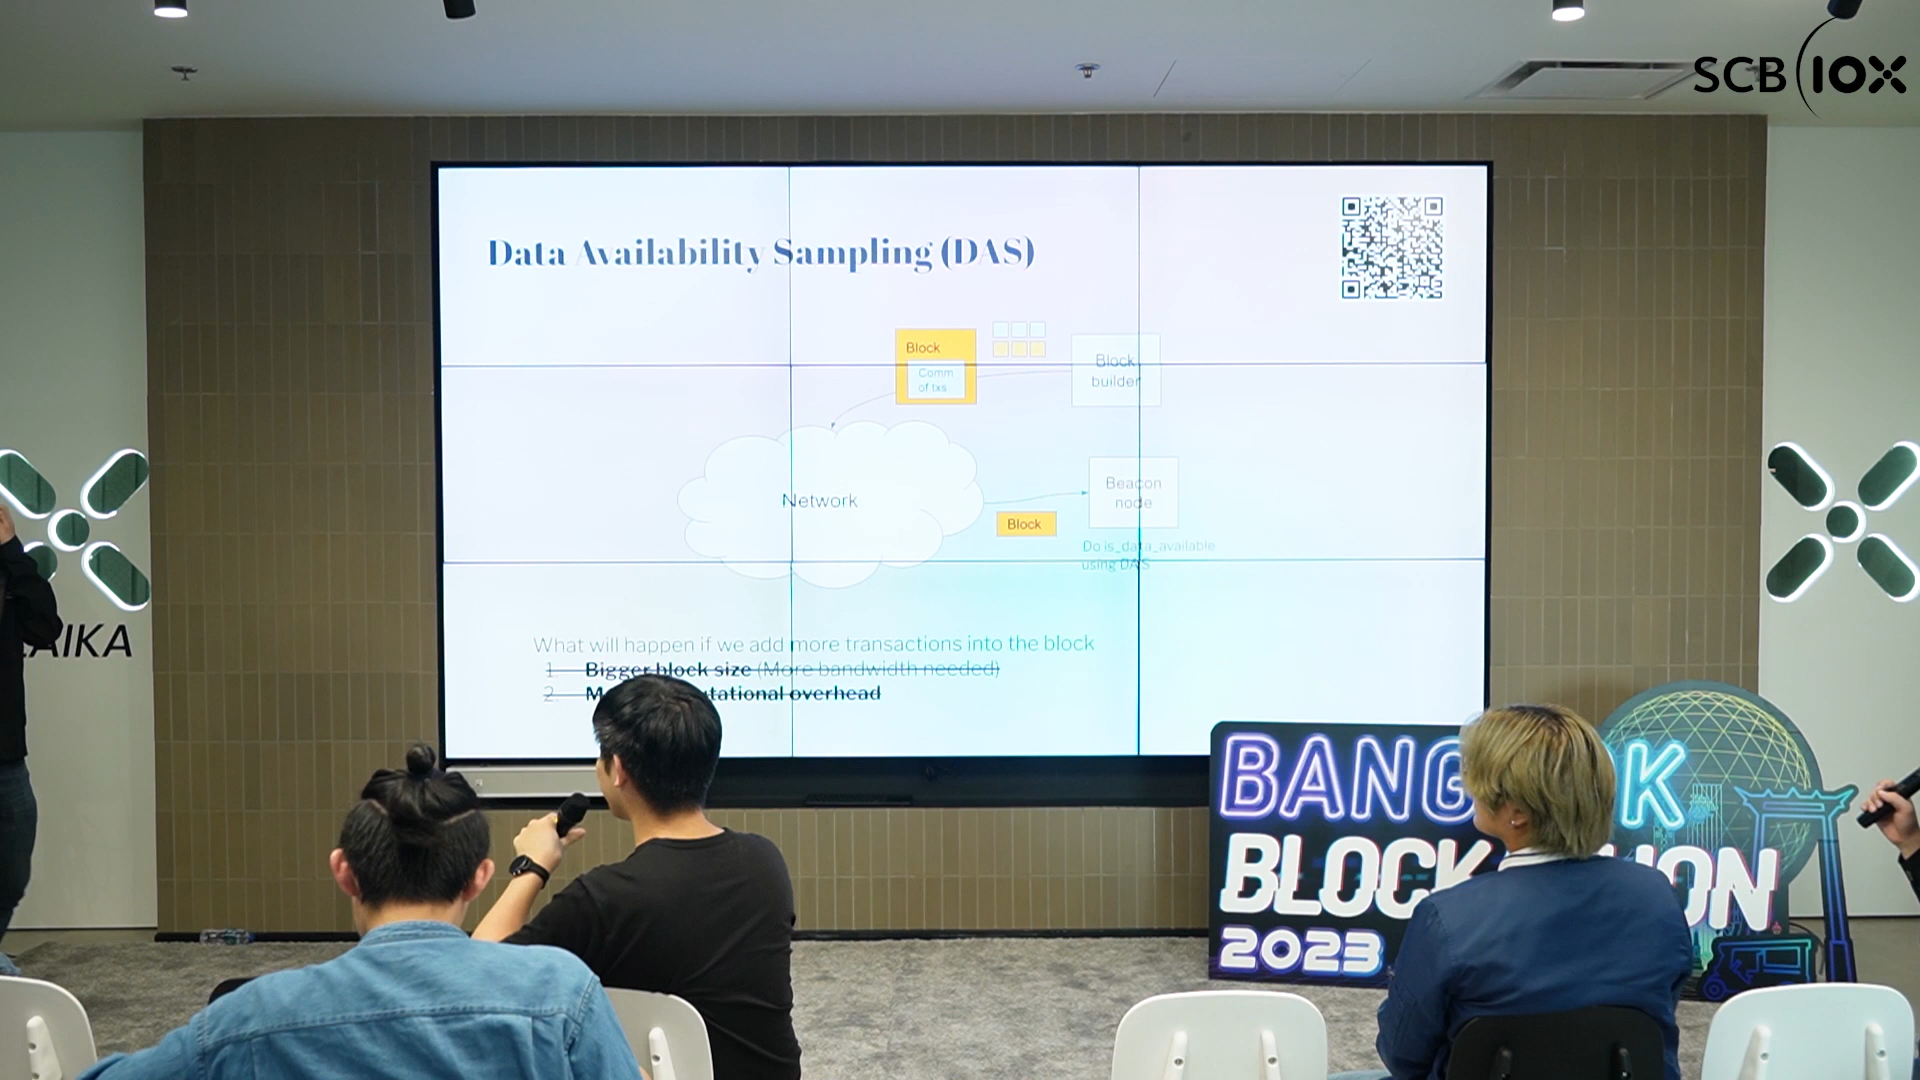 SCB 10X
Data Availability Sampling (DAS)
Block
Comm
of txs
Block
builder
Network
Beacon
node
Block
Do is_data_available
using DAS
What will happen if we add more transactions into the block
1. Bigger block size (More bandwidth needed)
2. M tational overhead
AIKA
BANG K
BLOCK ON
2023